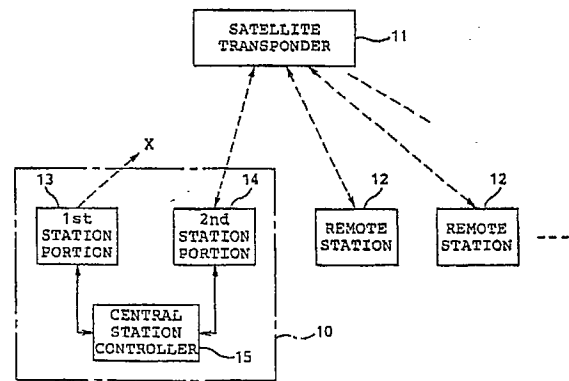 SATELLITE
TRANSPONDER
11
X
13
14
12
12
1st
STATION
PORTION
2nd
STATION
PORTION
REMOTE
STATION
REMOTE
STATION
CENTRAL
STATION
CONTROLLER
10
15